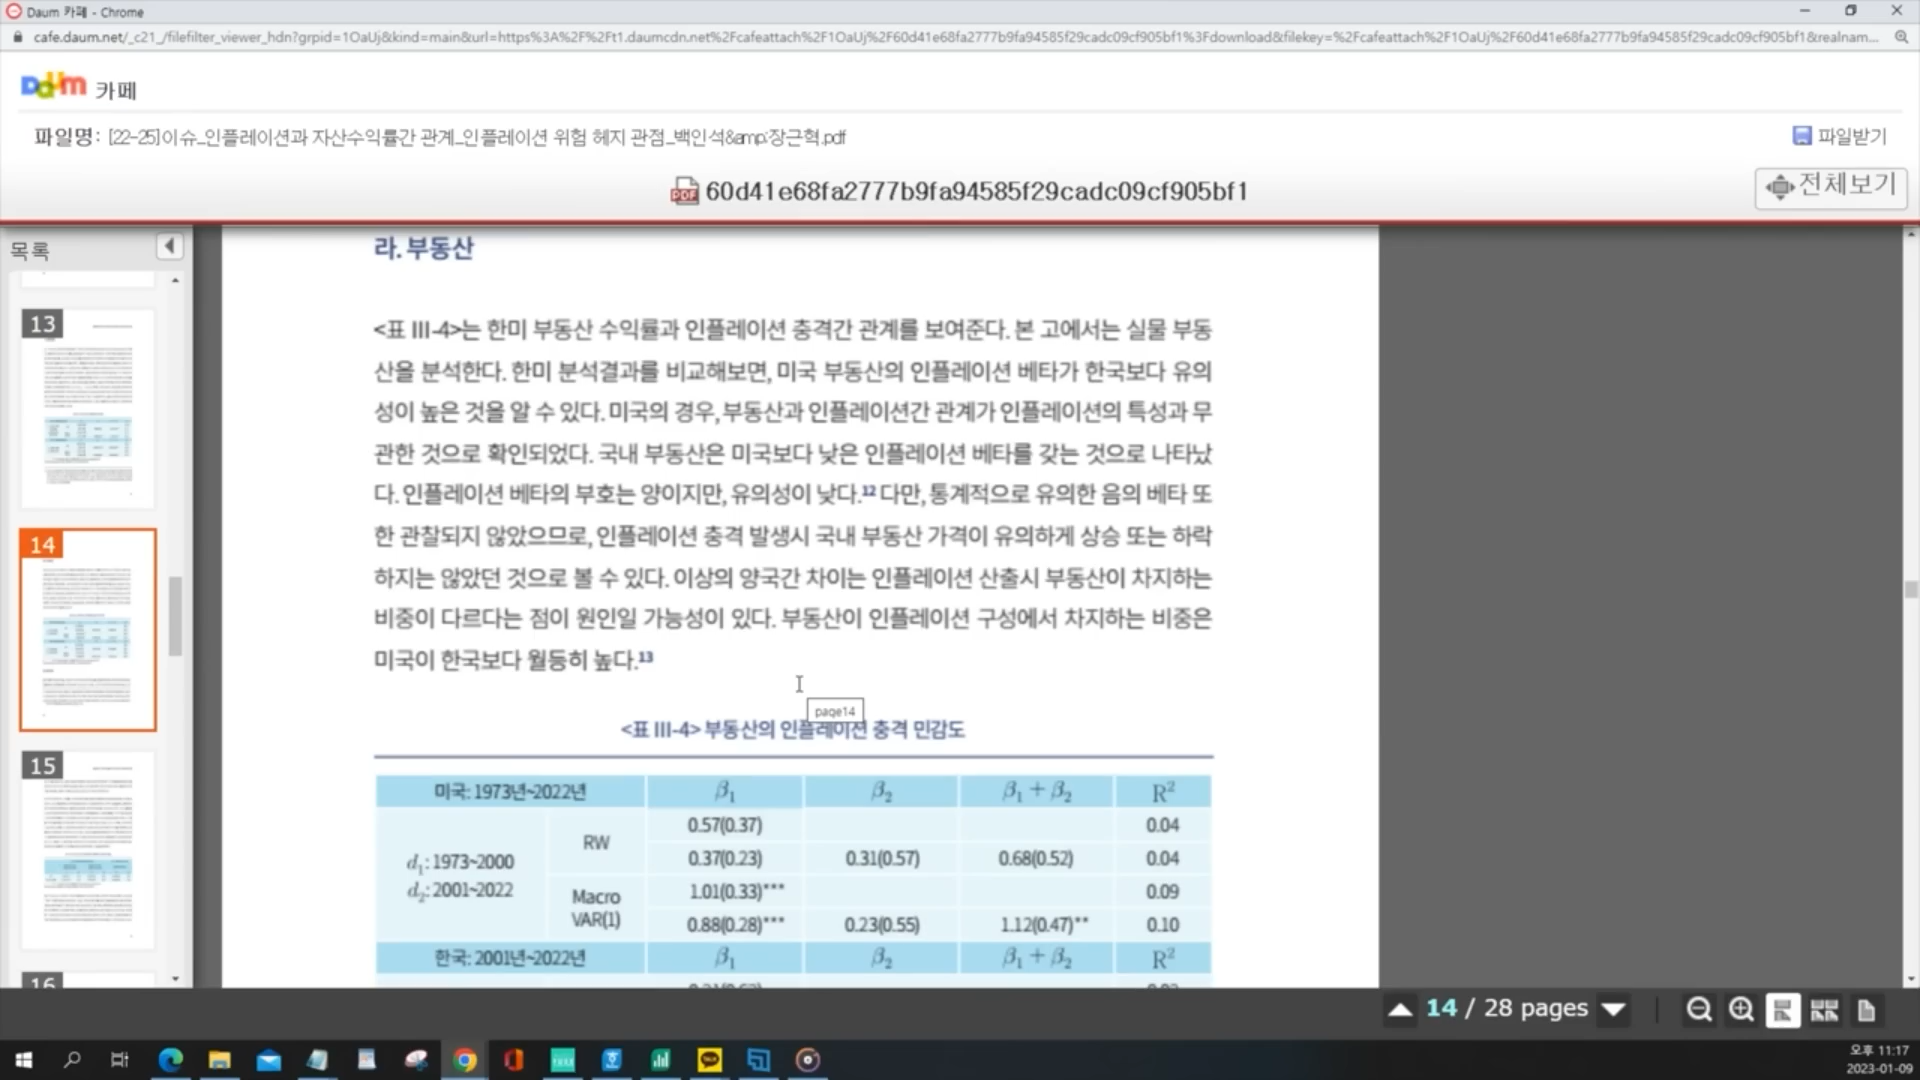 Daum 카페 - Chrome
cafe.daum.net/_c21_/filefilter_viewer_hdn?grpid=1OaUj&kind=main&url=https%3A%2F%2Ft1.daumcdn.net%2Fcafeattach%2F1OaUj%2F60d41e68fa2777b9fa94585f29cadc09cf905bf1%3Fdownload&filekey=%2Fcafeattach%2F1OaUj%2F60d41e68fa2777b9fa94585f29cadc09cf905bf1&realnam...
Daum 카페
파일명: [22-25]이슈_인플레이션과 자산수익률간 관계_인플레이션 위험 헤지 관점_백인석&amp;장근혁.pdf
파일받기
60d41e68fa2777b9fa94585f29cadc09cf905bf1
전체보기
목록
13
14
15
16
라. 부동산
<표 III-4>는 한미 부동산 수익률과 인플레이션 충격간 관계를 보여준다. 본 고에서는 실물 부동
산을 분석한다. 한미 분석결과를 비교해보면, 미국 부동산의 인플레이션 베타가 한국보다 유의
성이 높은 것을 알 수 있다. 미국의 경우, 부동산과 인플레이션간 관계가 인플레이션의 특성과 무
관한 것으로 확인되었다. 국내 부동산은 미국보다 낮은 인플레이션 베타를 갖는 것으로 나타났
다. 인플레이션 베타의 부호는 양이지만, 유의성이 낮다.12 다만, 통계적으로 유의한 음의 베타 또
한 관찰되지 않았으므로, 인플레이션 충격 발생시 국내 부동산 가격이 유의하게 상승 또는 하락
하지는 않았던 것으로 볼 수 있다. 이상의 양국간 차이는 인플레이션 산출시 부동산이 차지하는
비중이 다르다는 점이 원인일 가능성이 있다. 부동산이 인플레이션 구성에서 차지하는 비중은
미국이 한국보다 월등히 높다.13
page14
<표 III-4> 부동산의 인플레이션 충격 민감도
미국: 1973년~2022년 β1 β2 β1 + β2 R2
d1: 1973~2000
d2: 2001~2022
RW
0.57(0.37) 0.04
0.37(0.23) 0.31(0.57) 0.68(0.52) 0.04
Macro
VAR(1)
1.01(0.33)*** 0.09
0.88(0.28)*** 0.23(0.55) 1.12(0.47)** 0.10
한국: 2001년~2022년 β1 β2 β1 + β2 R2
14 / 28 pages
오후 11:17
2023-01-09